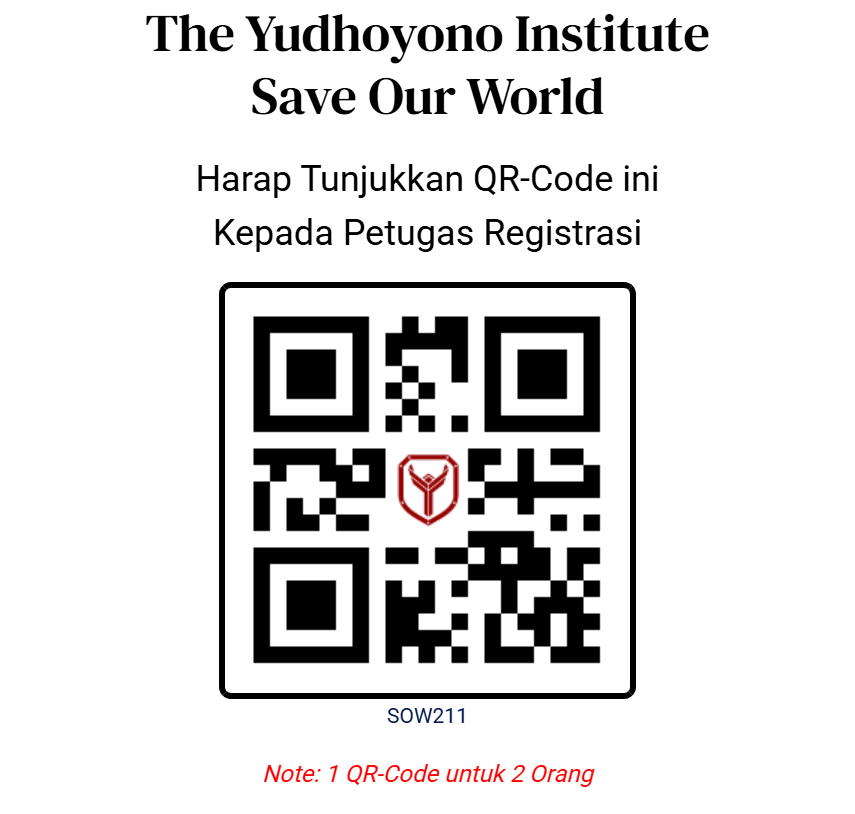 The Yudhoyono Institute
Save Our World
Harap Tunjukkan QR-Code ini
Kepada Petugas Registrasi
SOW211
Note: 1 QR-Code untuk 2 Orang